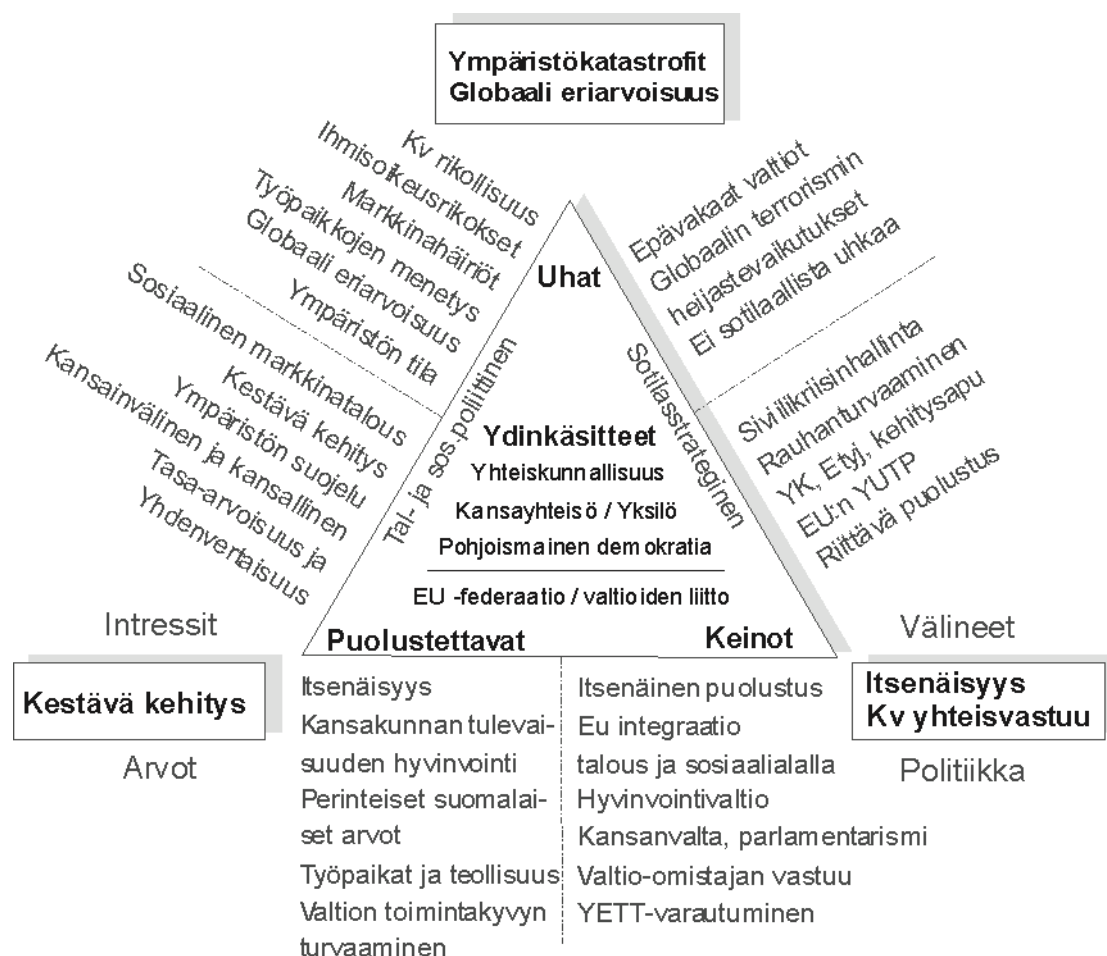 Ympäristökatastrofit
Globaali eriarvoisuus
Kv rikollisuus
Ihmisoikeusrikokset
Markkinahäiriöt
Työpaikkojen menetys
Globaali eriarvoisuus
Ympäristön tila
Sosiaalinen markkinatalous
Kestävä kehitys
Ympäristön suojelu
Kansainvälinen ja kansallinen
Tasa-arvoisuus ja
Yhdenvertaisuus
Epävakaat valtiot
Globaalin terrorismin
heijastevaikutukset
Ei sotilaallista uhkaa
Siviilikriisinhallinta
Rauhanturvaaminen
YK, Etyj, kehitysapu
EU:n YUTP
Riittävä puolustus
Uhat
Tal- ja sos.poliittinen
Sotilasstrateginen
Ydinkäsitteet
Yhteiskunnallisuus
Kansayhteisö / Yksilö
Pohjoismainen demokratia
EU -federaatio / valtioiden liitto
Puolustettavat
Keinot
Intressit
Kestävä kehitys
Arvot
Välineet
Itsenäisyys
Kv yhteisvastuu
Politiikka
Itsenäisyys
Kansakunnan tulevai-
suuden hyvinvointi
Perinteiset suomalai-
set arvot
Työpaikat ja teollisuus
Valtion toimintakyvyn
turvaaminen
Itsenäinen puolustus
Eu integraatio
talous ja sosiaalialalla
Hyvinvointivaltio
Kansanvalta, parlamentarismi
Valtio-omistajan vastuu
YETT-varautuminen